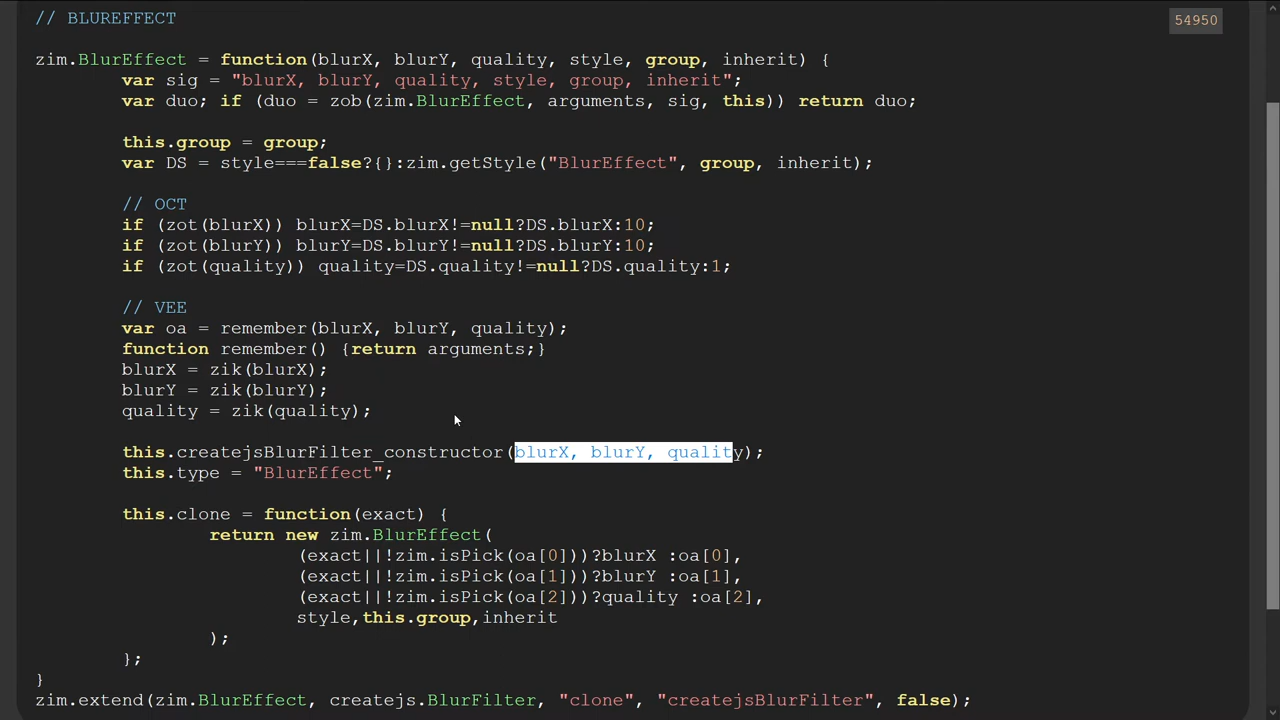 // BLUREFFECT
54950
zim.BlurEffect = function(blurX, blurY, quality, style, group, inherit) {
var sig = "blurX, blurY, quality, style, group, inherit";
var duo; if (duo = zob(zim.BlurEffect, arguments, sig, this)) return duo;
this.group = group;
var DS = style===false?{}:zim.getStyle("BlurEffect", group, inherit);
// OCT
if (zot(blurX)) blurX=DS.blurX!=null?DS.blurX:10;
if (zot(blurY)) blurY=DS.blurY!=null?DS.blurY:10;
if (zot(quality)) quality=DS.quality!=null?DS.quality:1;
// VEE
var oa = remember(blurX, blurY, quality);
function remember() {return arguments;}
blurX = zik(blurX);
blurY = zik(blurY);
quality = zik(quality);
this.createjsBlurFilter_constructor(blurX, blurY, quality);
this.type = "BlurEffect";
this.clone = function(exact) {
return new zim.BlurEffect(
(exact||!zim.isPick(oa[0]))?blurX :oa[0],
(exact||!zim.isPick(oa[1]))?blurY :oa[1],
(exact||!zim.isPick(oa[2]))?quality :oa[2],
style,this.group,inherit
);
};
}
zim.extend(zim.BlurEffect, createjs.BlurFilter, "clone", "createjsBlurFilter", false);